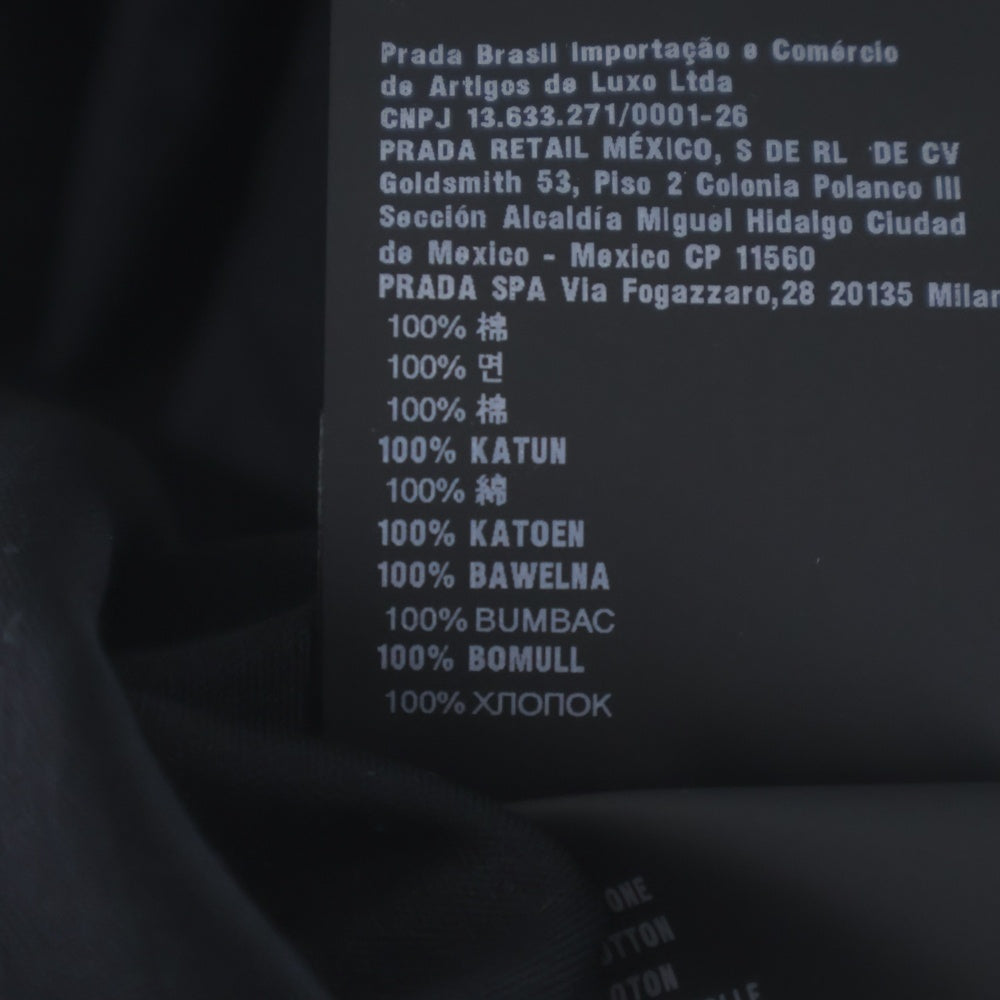 Prada Brasil Importação e Comércio
de Artigos de Luxo Ltda
CNPJ 13.633.271/0001-26
PRADA RETAIL MÉXICO, S DE RL DE CV
Goldsmith 53, Piso 2 Colonia Polanco III
Sección Alcaldía Miguel Hidalgo Ciudad
de Mexico - Mexico CP 11560
PRADA SPA Via Fogazzaro,28 20135 Milan
100% 棉
100% 면
100% 棉
100% KATUN
100% 綿
100% KATOEN
100% BAWELNA
100% BUMBAC
100% BOMULL
100% ХЛОПОК
ONE
OTTON
OTON